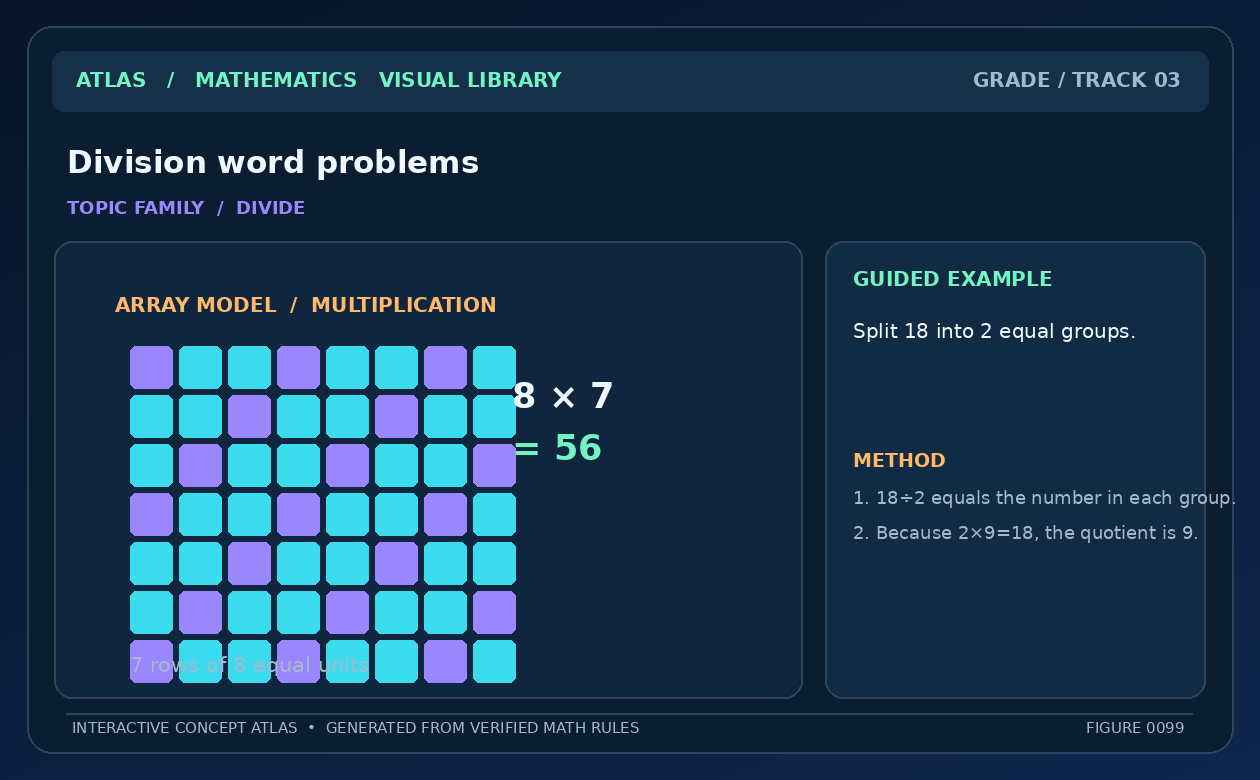 ATLAS / MATHEMATICS VISUAL LIBRARY
GRADE / TRACK 03
Division word problems
TOPIC FAMILY / DIVIDE
ARRAY MODEL / MULTIPLICATION
8 × 7
= 56
7 rows of 8 equal units
GUIDED EXAMPLE
Split 18 into 2 equal groups.
METHOD
1. 18÷2 equals the number in each group.
2. Because 2×9=18, the quotient is 9.
INTERACTIVE CONCEPT ATLAS • GENERATED FROM VERIFIED MATH RULES
FIGURE 0099